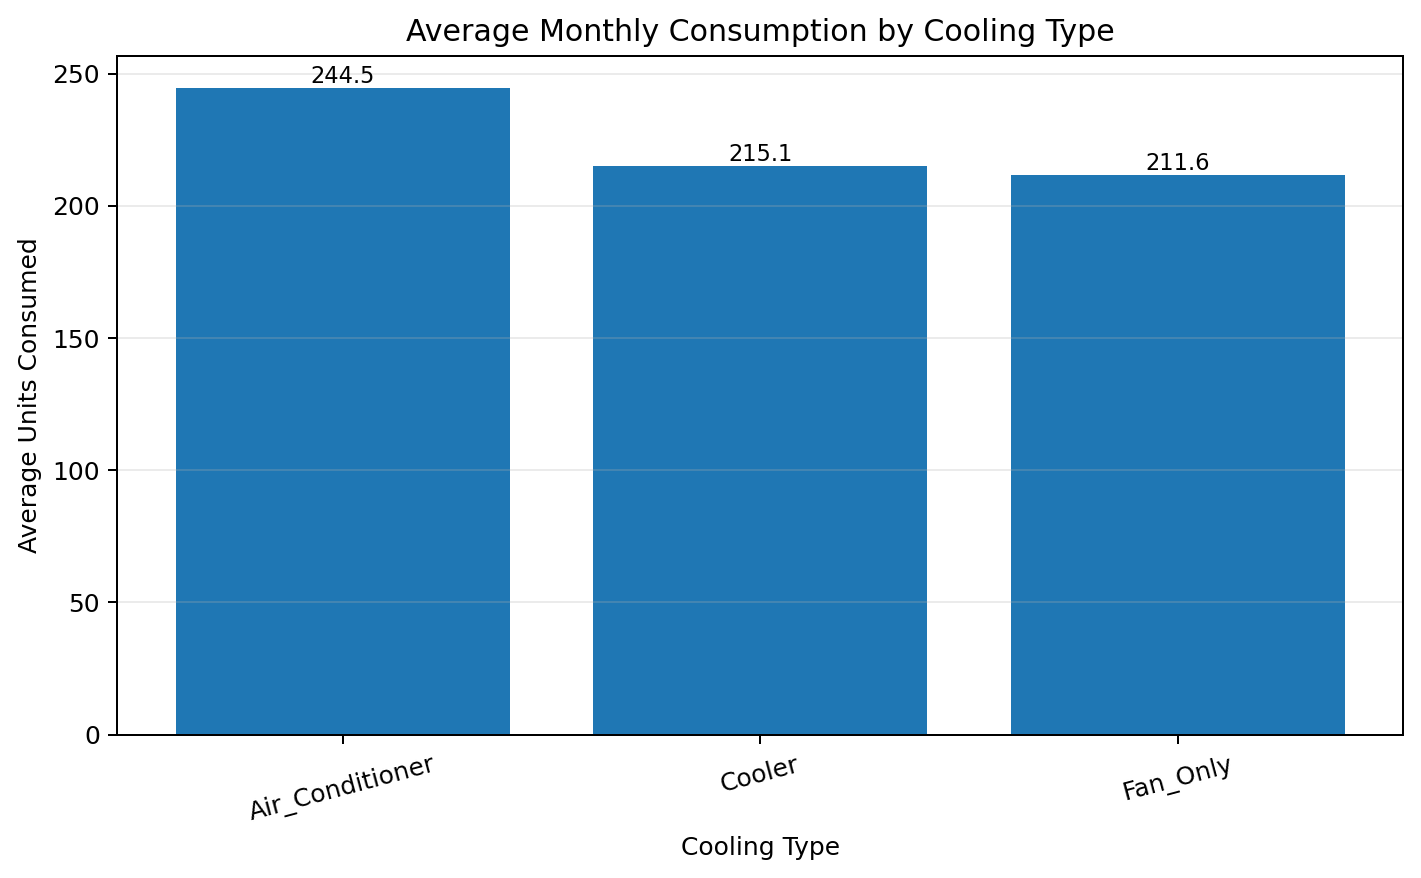 Average Monthly Consumption by Cooling Type
250
200
150
100
50
0
Average Units Consumed
244.5
215.1
211.6
Air_Conditioner
Cooler
Fan_Only
Cooling Type